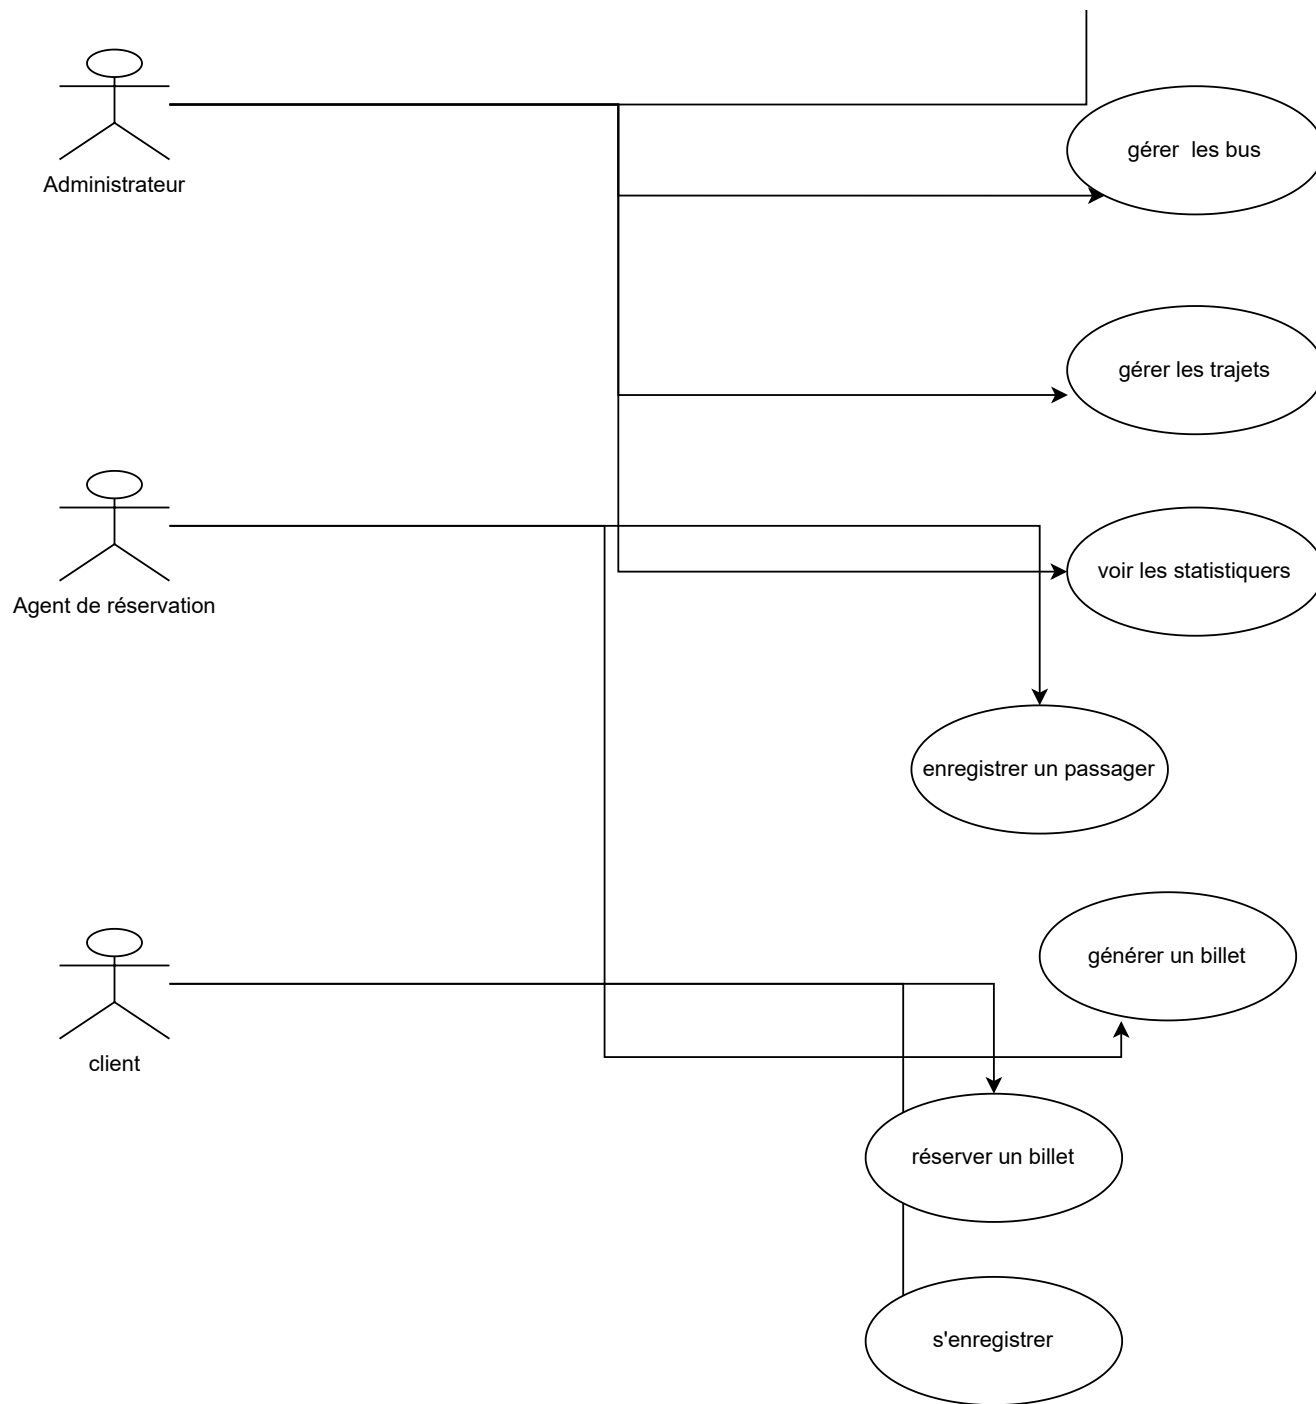 gérer  les bus
Administrateur
gérer les trajets
voir les statistiquers
Agent de réservation
enregistrer un passager
générer un billet
client
réserver un billet
s'enregistrer